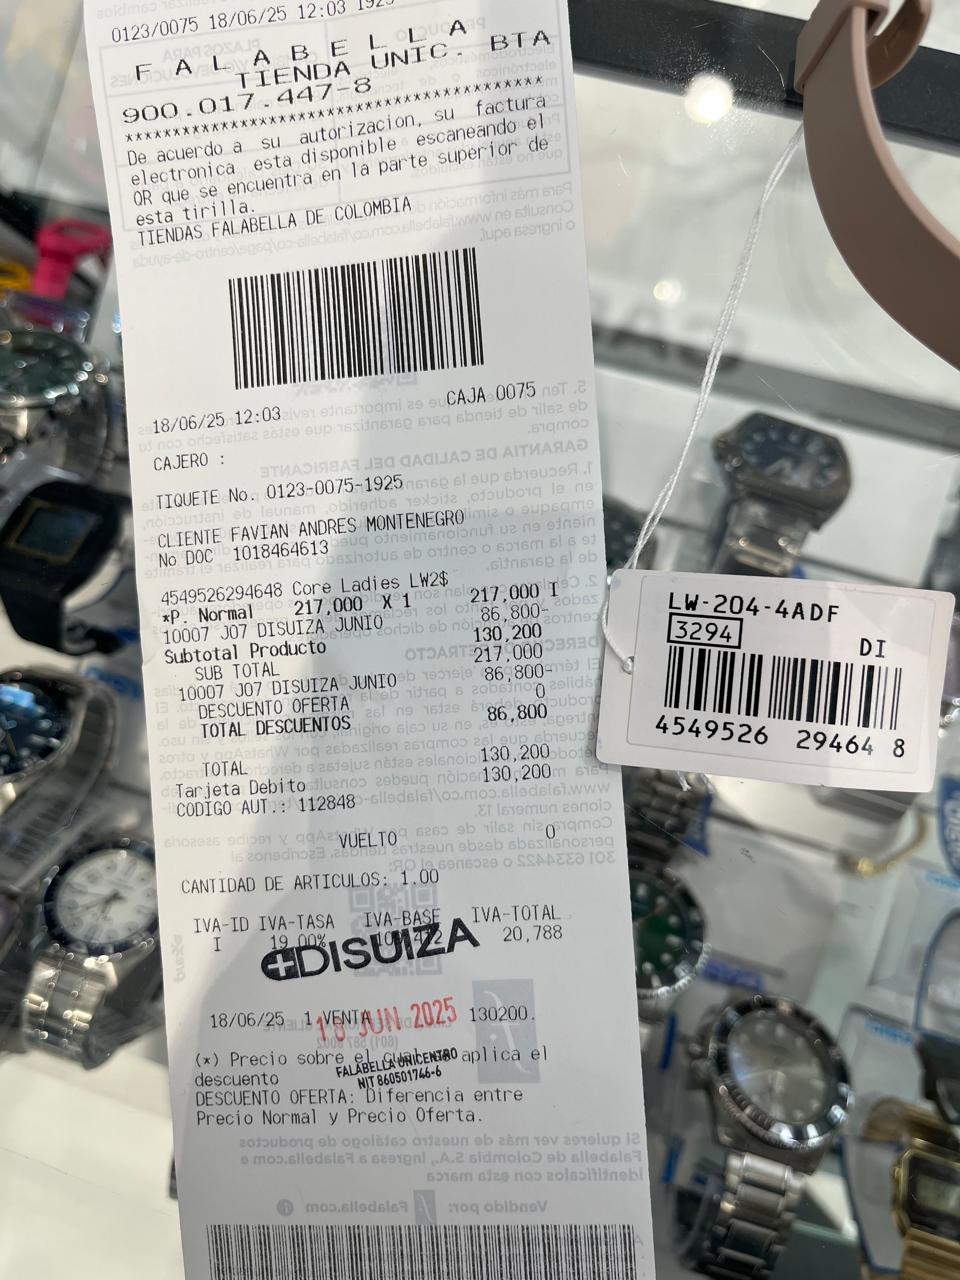 0123/0075 18/06/25 12:03 1925
F A L A B E L L A
TIENDA UNIC. BTA
900.017.447-8
****************************************
De acuerdo a su autorizacion, su factura
electronica esta disponible escaneando el
QR que se encuentra en la parte superior de
esta tirilla.
TIENDAS FALABELLA DE COLOMBIA
18/06/25 12:03 CAJA 0075
CAJERO :
TIQUETE No. 0123-0075-1925
CLIENTE FAVIAN ANDRES MONTENEGRO
No DOC 1018464613
4549526294648 Core Ladies LW2$
*P. Normal 217,000 X 1 217,000 I
10007 J07 DISUIZA JUNIO 86,800-
Subtotal Producto 130,200
SUB TOTAL 217,000
10007 J07 DISUIZA JUNIO 86,800-
DESCUENTO OFERTA 0
TOTAL DESCUENTOS 86,800
TOTAL 130,200
Tarjeta Debito 130,200
CODIGO AUT.: 112848
VUELTO 0
CANTIDAD DE ARTICULOS: 1.00
IVA-ID IVA-TASA IVA-BASE IVA-TOTAL
I 19.00% 20,788
DISUIZA
18/06/25 1 VENTA 130200.
18 JUN 2025
(*) Precio sobre el cual se aplica el
descuento
FALABELLA UNICENTRO
NIT 860501746-6
DESCUENTO OFERTA: Diferencia entre
Precio Normal y Precio Oferta.
LW-204-4ADF
3294
DI
4549526 29464 8